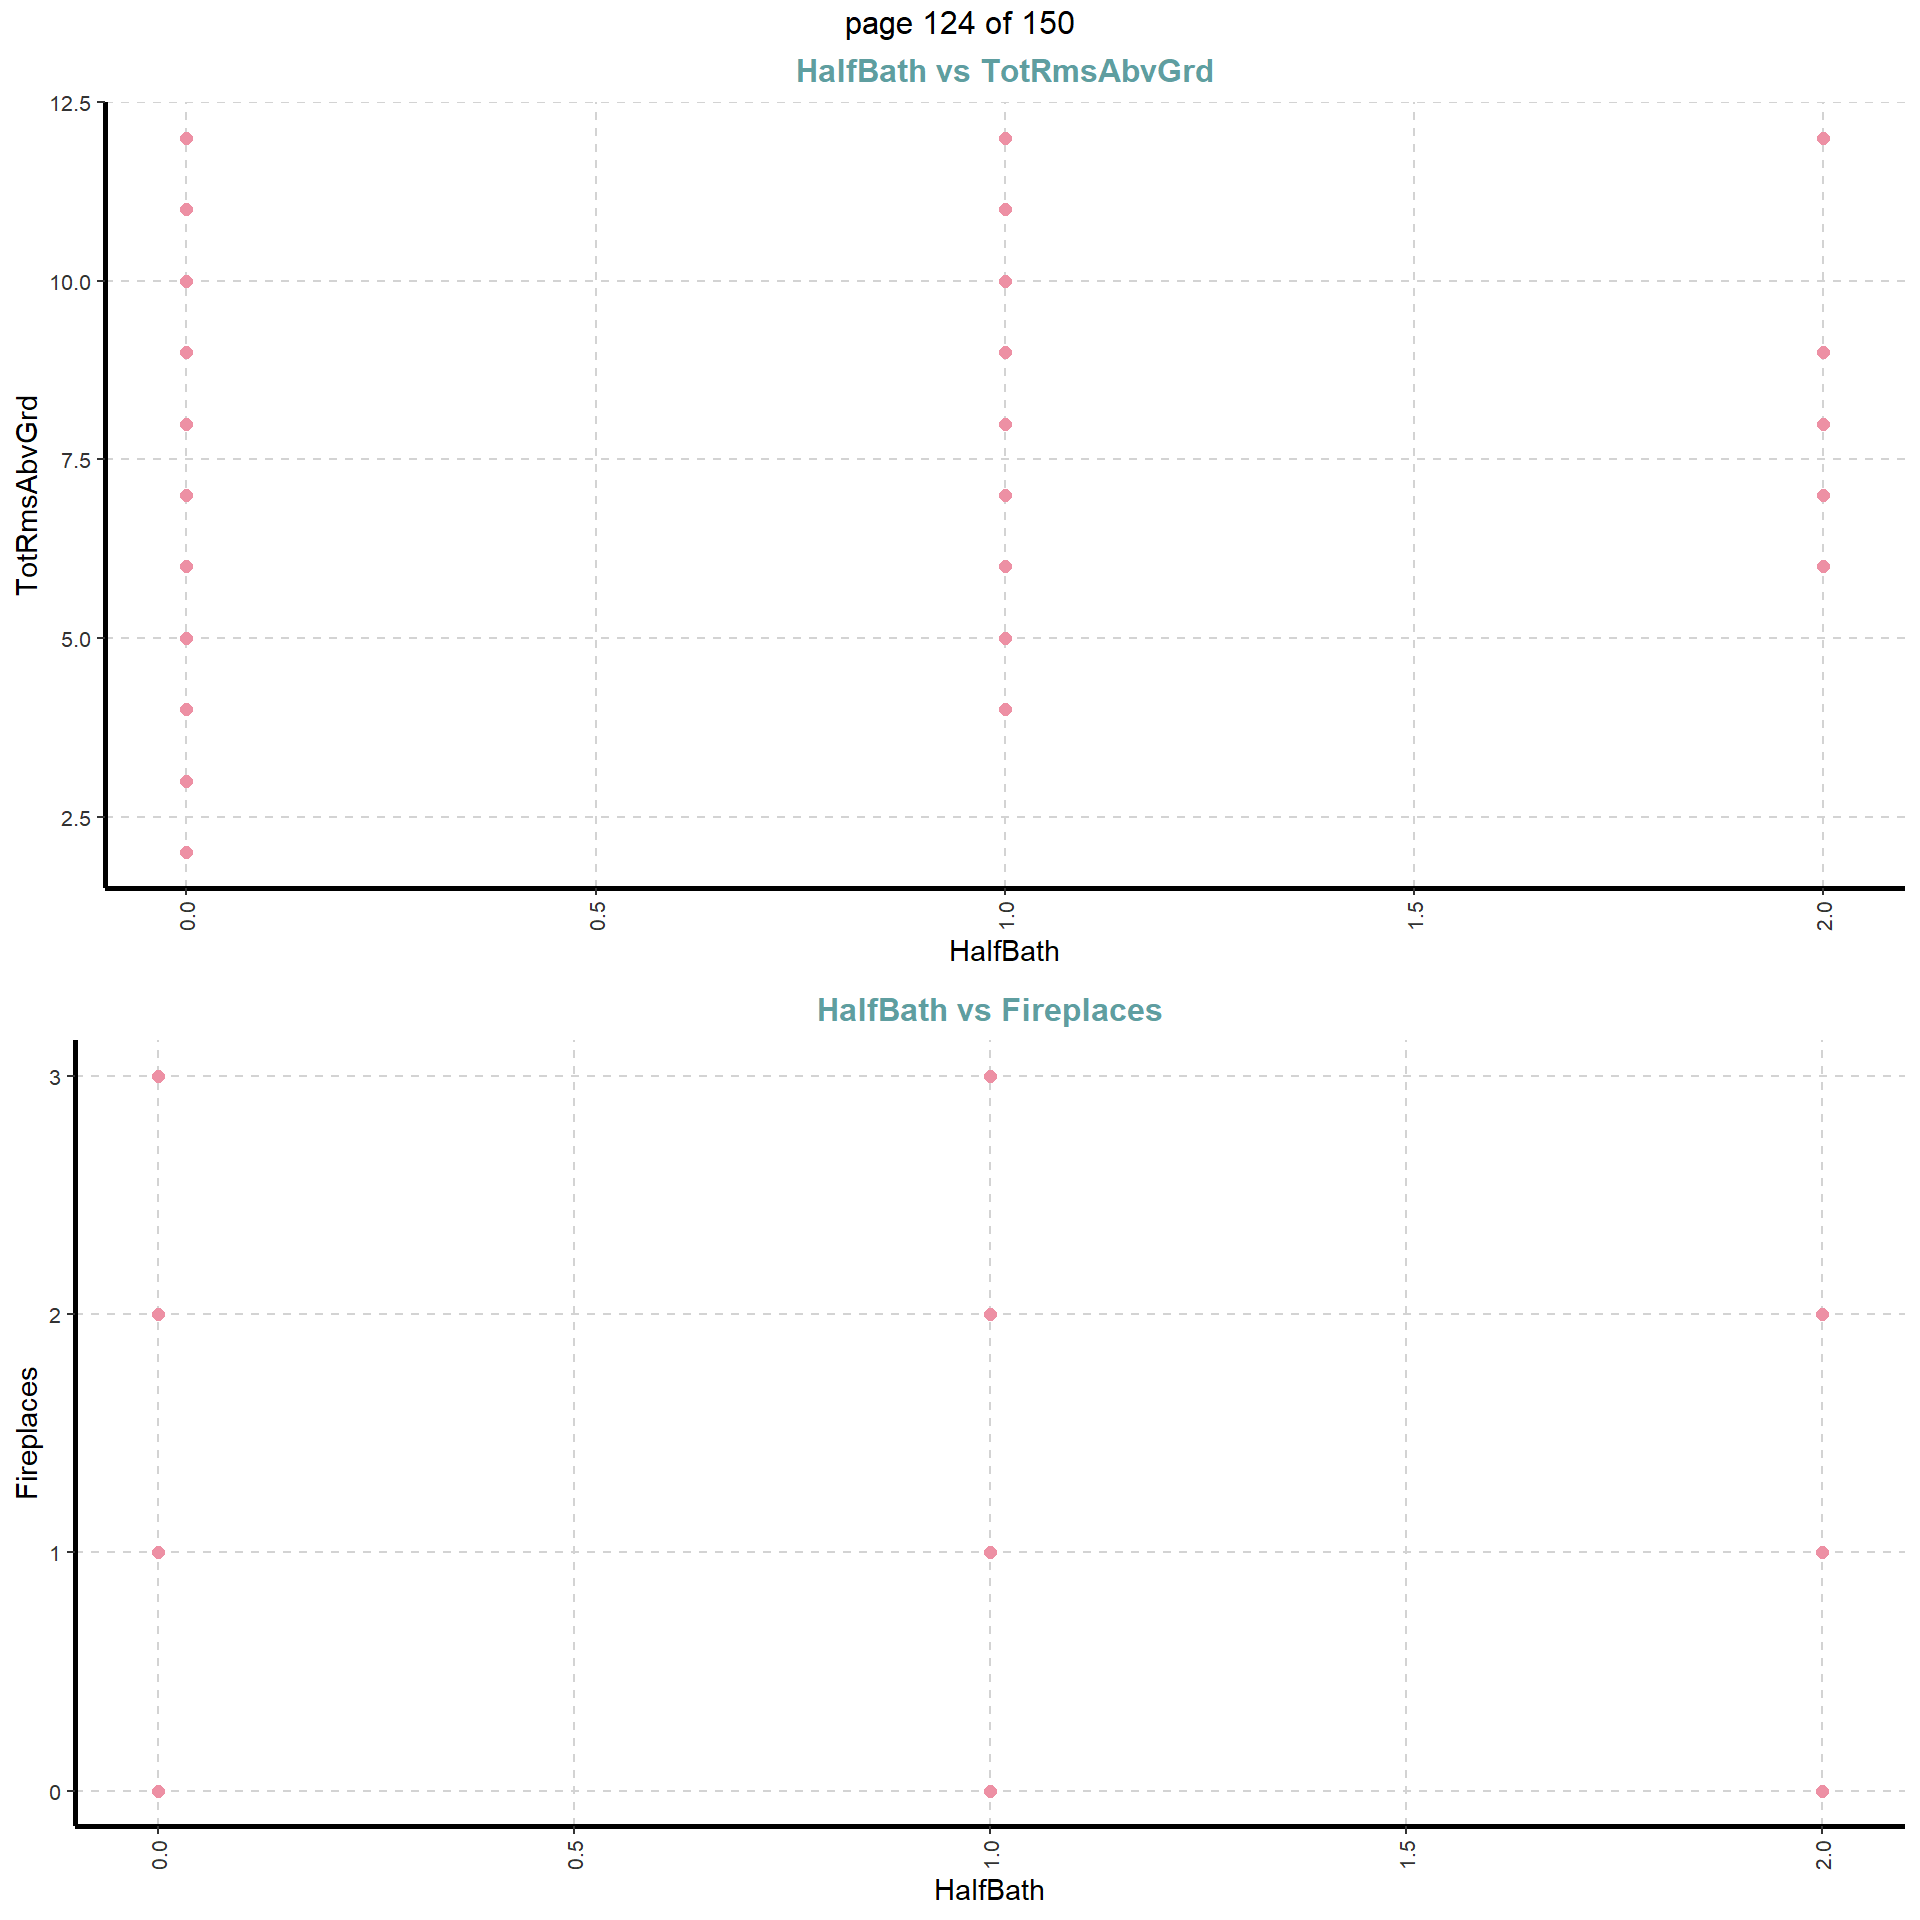 page 124 of 150
HalfBath vs TotRmsAbvGrd
TotRmsAbvGrd
12.5
10.0
7.5
5.0
2.5
0.0 0.5 1.0 1.5 2.0
HalfBath
HalfBath vs Fireplaces
Fireplaces
3
2
1
0
0.0 0.5 1.0 1.5 2.0
HalfBath